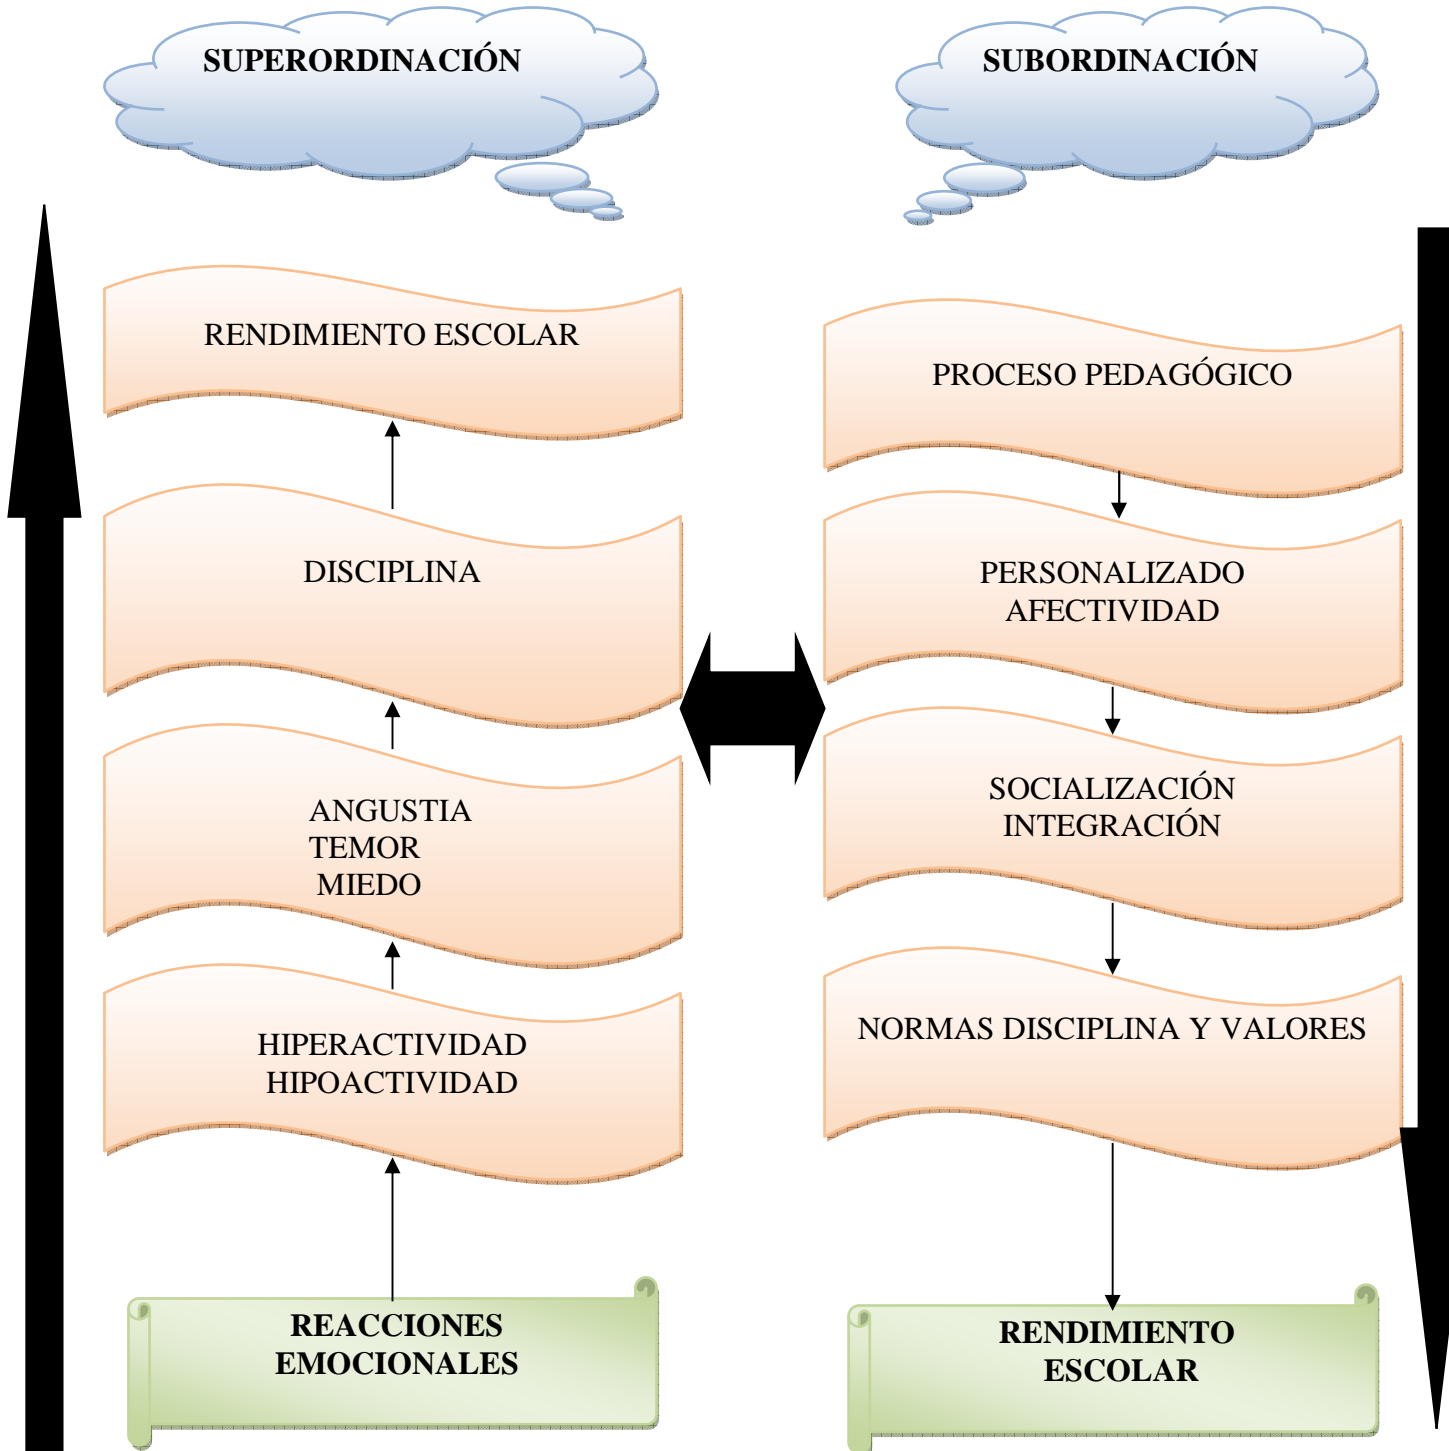 SUPERORDINACIÓN
RENDIMIENTO ESCOLAR
DISCIPLINA
ANGUSTIA
TEMOR
MIEDO
HIPERACTIVIDAD
HIPOACTIVIDAD
REACCIONES
EMOCIONALES
SUBORDINACIÓN
PROCESO PEDAGÓGICO
PERSONALIZADO
AFECTIVIDAD
SOCIALIZACIÓN
INTEGRACIÓN
NORMAS DISCIPLINA Y VALORES
RENDIMIENTO
ESCOLAR